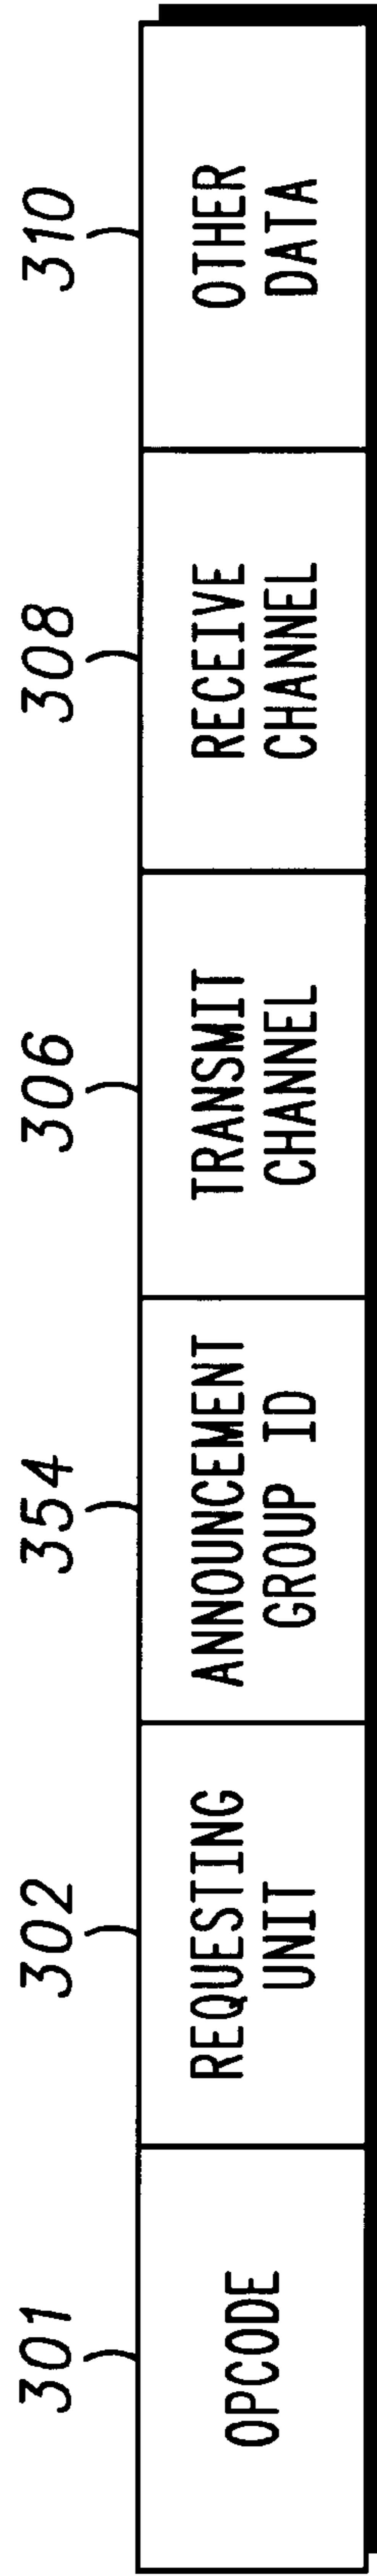 301
302
354
306
308
310
OPCODE
REQUESTING
UNIT
ANNOUNCEMENT
GROUP ID
TRANSMIT
CHANNEL
RECEIVE
CHANNEL
OTHER
DATA